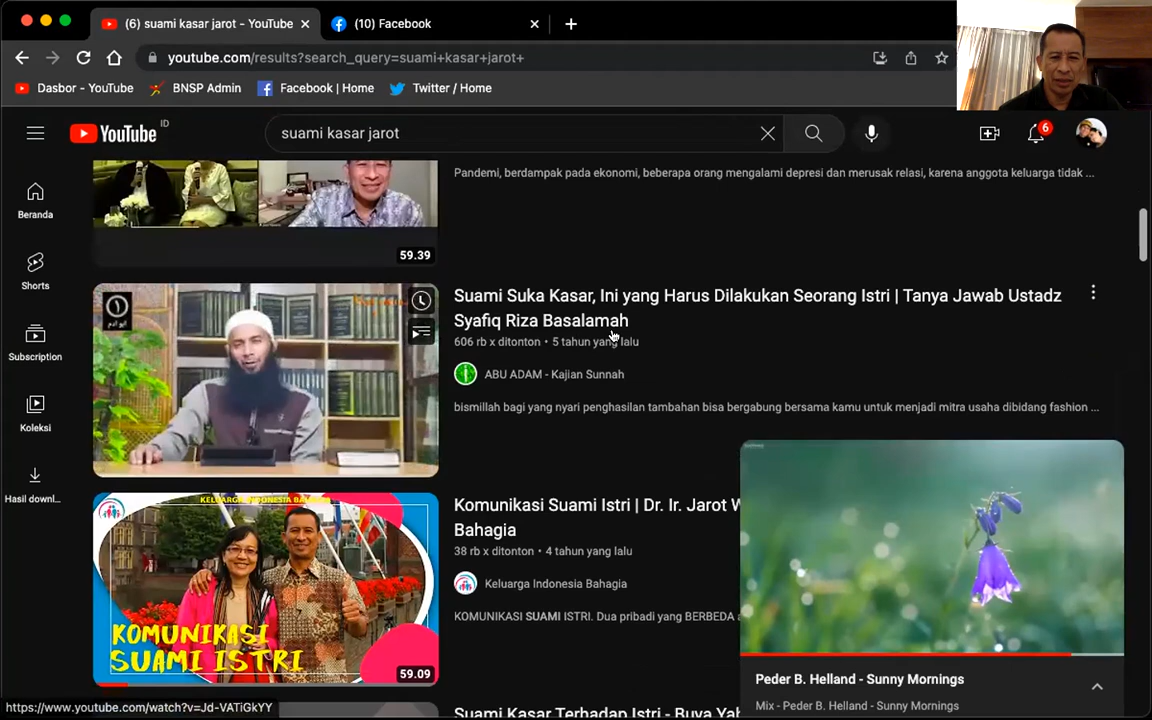 (6) suami kasar jarot - YouTube
(10) Facebook
youtube.com/results?search_query=suami+kasar+jarot+
Dasbor - YouTube
BNSP Admin
Facebook | Home
Twitter / Home
YouTube ID
suami kasar jarot
6
Beranda
Shorts
Subscription
Koleksi
Hasil downl...
Pandemi, berdampak pada ekonomi, beberapa orang mengalami depresi dan merusak relasi, karena anggota keluarga tidak ...
59.39
Suami Suka Kasar, Ini yang Harus Dilakukan Seorang Istri | Tanya Jawab Ustadz
Syafiq Riza Basalamah
606 rb x ditonton • 5 tahun yang lalu
ABU ADAM - Kajian Sunnah
bismillah bagi yang nyari penghasilan tambahan bisa bergabung bersama kamu untuk menjadi mitra usaha dibidang fashion ...
KELUARGA INDONESIA BAHAGIA
KOMUNIKASI
SUAMI ISTRI
59.09
Komunikasi Suami Istri | Dr. Ir. Jarot W
Bahagia
38 rb x ditonton • 4 tahun yang lalu
Keluarga Indonesia Bahagia
KOMUNIKASI SUAMI ISTRI. Dua pribadi yang BERBEDA a
Peder B. Helland - Sunny Mornings
Mix - Peder B. Helland - Sunny Mornings
Suami Kasar Terhadap Istri - Buya Yah
https://www.youtube.com/watch?v=Jd-VATiGkYY